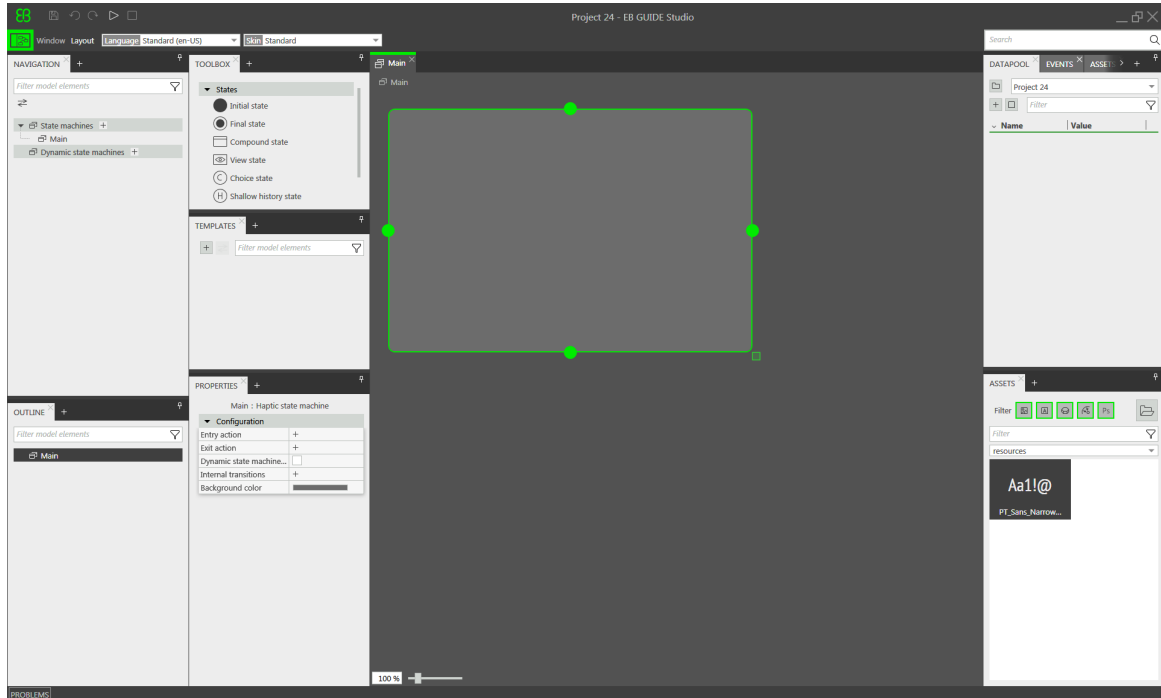 Project 24 - EB GUIDE Studio
Window Layout Language Standard (en-US) Skin Standard
Search
NAVIGATION
Filter model elements
State machines
Main
Dynamic state machines
OUTLINE
Filter model elements
Main
TOOLBOX
States
Initial state
Final state
Compound state
View state
C Choice state
H Shallow history state
TEMPLATES
Filter model elements
PROPERTIES
Main : Haptic state machine
Configuration
Entry action
Exit action
Dynamic state machine...
Internal transitions
Background color
Main
Main
100 %
DATAPOOL EVENTS ASSETS
Project 24
Filter
Name Value
ASSETS
Filter A Ps
Filter
resources
Aa1!@
PT_Sans_Narrow...
PROBLEMS